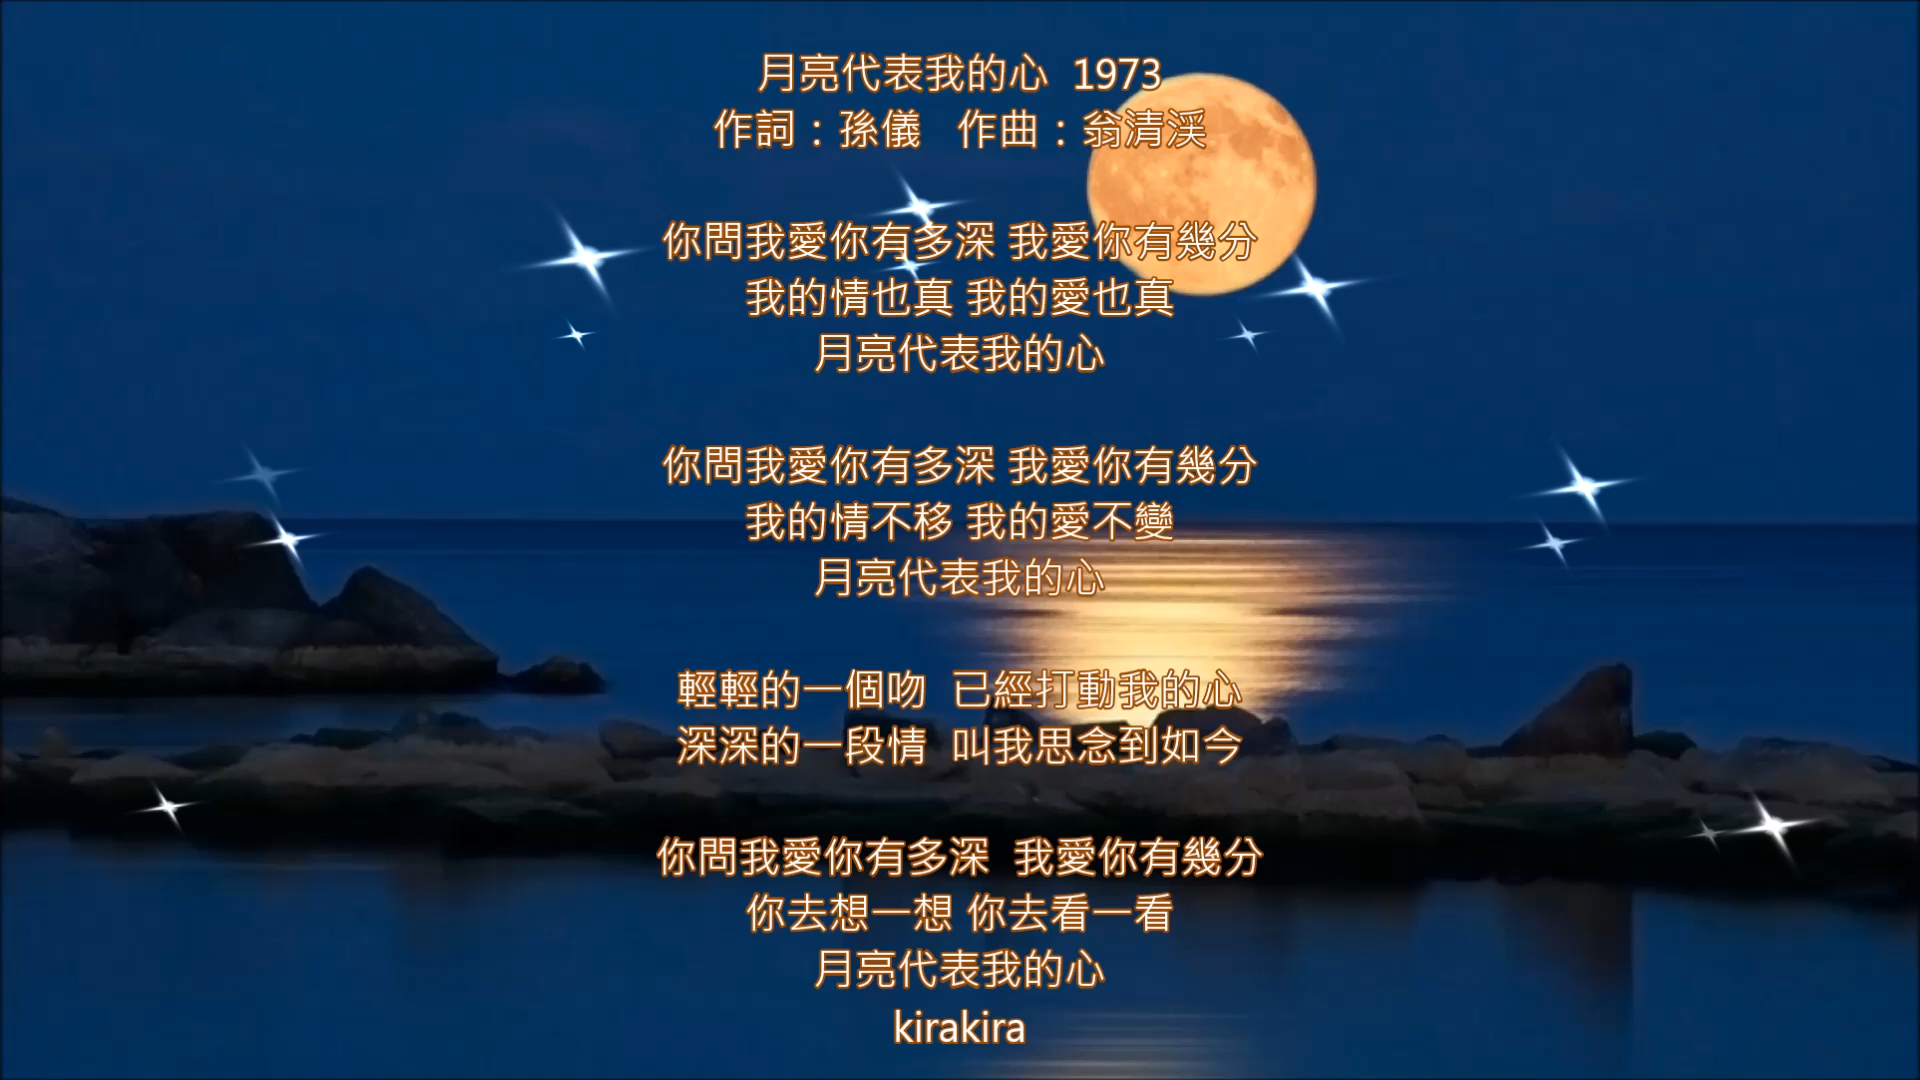 月亮代表我的心 1973
作詞：孫儀 作曲：翁清渓
你問我愛你有多深 我愛你有幾分
我的情也真 我的愛也真
月亮代表我的心
你問我愛你有多深 我愛你有幾分
我的情不移 我的愛不變
月亮代表我的心
輕輕的一個吻 已經打動我的心
深深的一段情 叫我思念到如今
你問我愛你有多深 我愛你有幾分
你去想一想 你去看一看
月亮代表我的心
kirakira